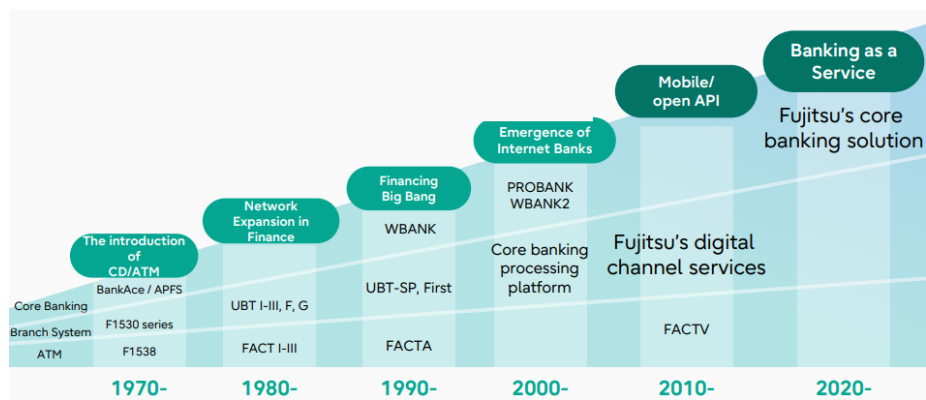 Banking as a
Service
Mobile/
open API
Fujitsu's core
banking solution
Emergence of
Internet Banks
Financing
Big Bang
PROBANK
WBANK2
Network
Expansion in
Finance
WBANK
The introduction
of
CD/ATM
Core banking
processing
platform
Fujitsu's digital
channel services
BankAce / APFS
UBT-SP, First
Core Banking
UBT I-III, F, G
Branch System
F1530 series
FACTV
ATM
F1538
FACT I-III
FACTA
1970-
1980-
1990-
2000-
2010-
2020-